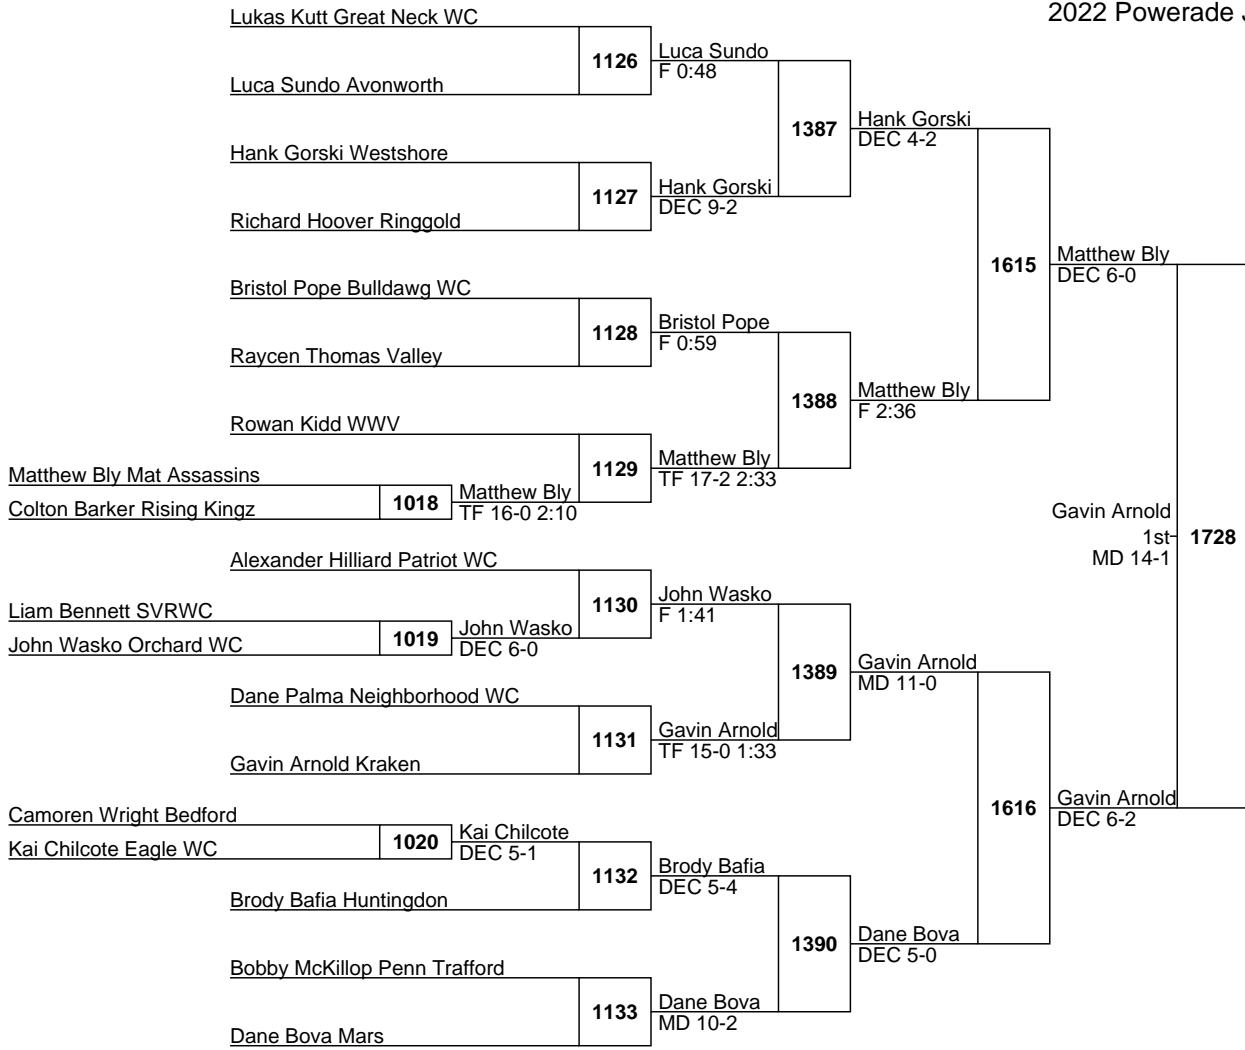 2022 Powerade
Lukas Kutt Great Neck WC
1126
Luca Sundo
F 0:48
Luca Sundo Avonworth
1387
Hank Gorski
DEC 4-2
Hank Gorski Westshore
1127
Hank Gorski
DEC 9-2
Richard Hoover Ringgold
1615
Matthew Bly
DEC 6-0
Bristol Pope Bulldawg WC
1128
Bristol Pope
F 0:59
Raycen Thomas Valley
1388
Matthew Bly
F 2:36
Rowan Kidd WWV
1129
Matthew Bly
TF 17-2 2:33
Matthew Bly Mat Assassins
Colton Barker Rising Kingz
1018
Matthew Bly
TF 16-0 2:10
Gavin Arnold
1st
MD 14-1
1728
Alexander Hilliard Patriot WC
1130
John Wasko
F 1:41
Liam Bennett SVRWC
John Wasko Orchard WC
1019
John Wasko
DEC 6-0
1389
Gavin Arnold
MD 11-0
Dane Palma Neighborhood WC
1131
Gavin Arnold
TF 15-0 1:33
Gavin Arnold Kraken
1616
Gavin Arnold
DEC 6-2
Camoren Wright Bedford
Kai Chilcote Eagle WC
1020
Kai Chilcote
DEC 5-1
1132
Brody Bafia
DEC 5-4
Brody Bafia Huntingdon
1390
Dane Bova
DEC 5-0
Bobby McKillop Penn Trafford
1133
Dane Bova
MD 10-2
Dane Bova Mars